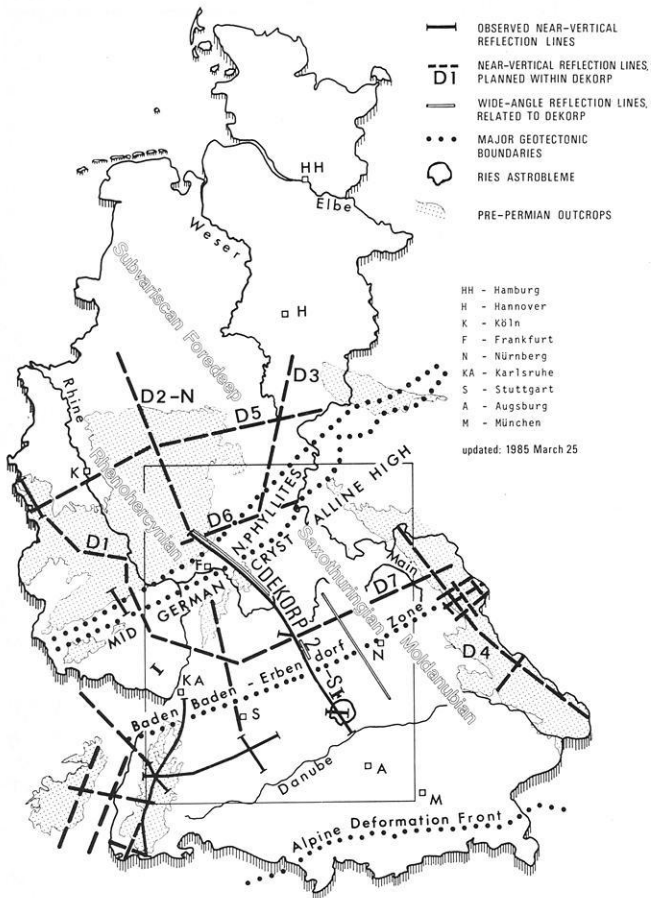 OBSERVED NEAR-VERTICAL
REFLECTION LINES
D1
NEAR-VERTICAL REFLECTION LINES,
PLANNED WITHIN DEKORP
WIDE-ANGLE REFLECTION LINES,
RELATED TO DEKORP
MAJOR GEOTECTONIC
BOUNDARIES
RIES ASTROBLEME
PRE-PERMIAN OUTCROPS
HH - Hamburg
H - Hannover
K - Köln
F - Frankfurt
N - Nürnberg
KA - Karlsruhe
S - Stuttgart
A - Augsburg
M - München
updated: 1985 March 25
HH
Elbe
Weser
Subvariscan Foredeep
H
D3
D2-N
D5
Rhine
K
Rhenohercynian
D6
N.PHYLLITES
D1
MID GERMAN CRYSTALLINE HIGH
F
DEKORP 2-S
Saxothuringian
Main
D7
Zone
Moldanubian
D4
N
KA
Baden Baden - Erbendorf
S
Danube
A
M
Alpine Deformation Front